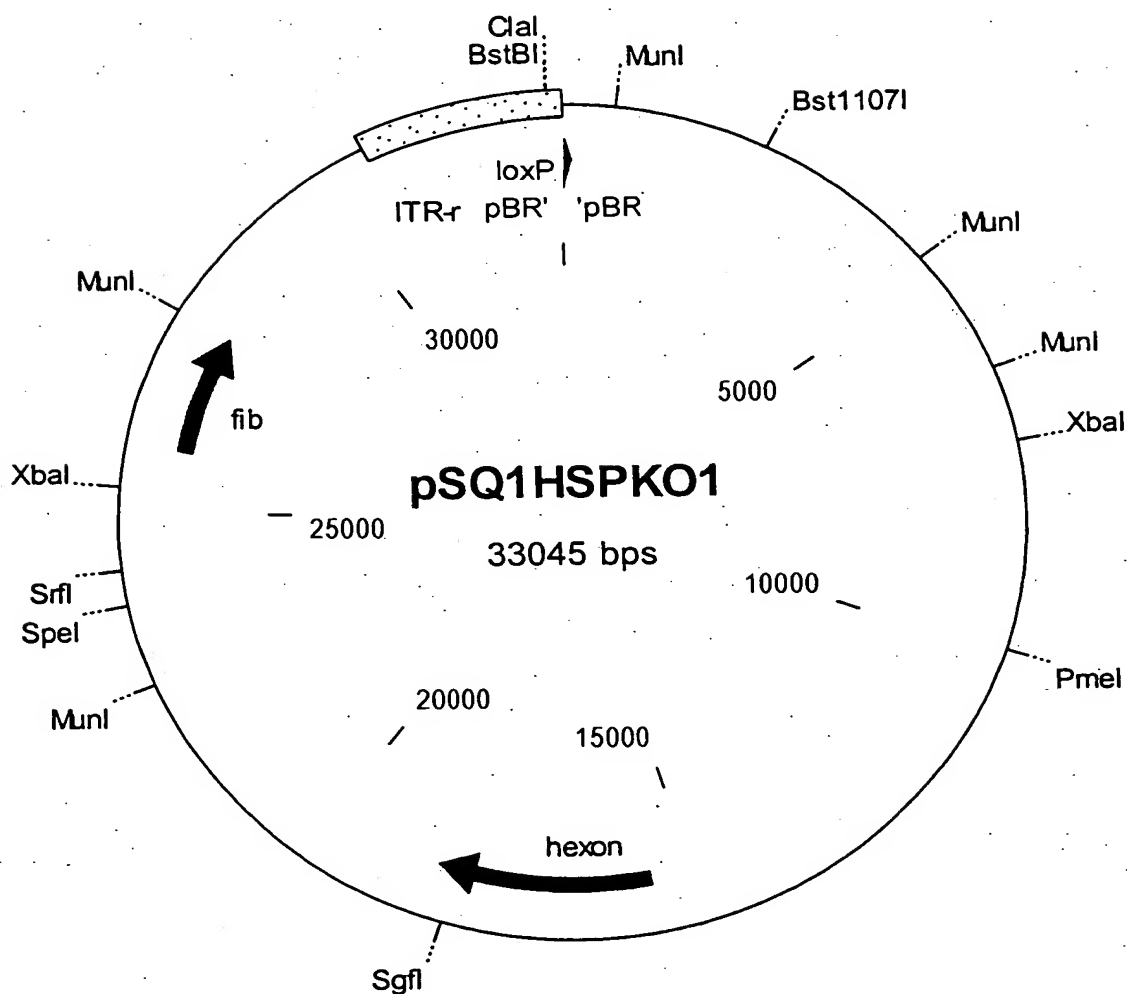 ClaI
BstBI
MunI
Bst1107I
loxP
ITR-r pBR' 'pBR
MunI
MunI
30000
MunI
5000
fib
XbaI
XbaI
pSQ1HSPKO1
25000
33045 bps
10000
SrfI
SpeI
PmeI
20000
MunI
15000
hexon
SgfI